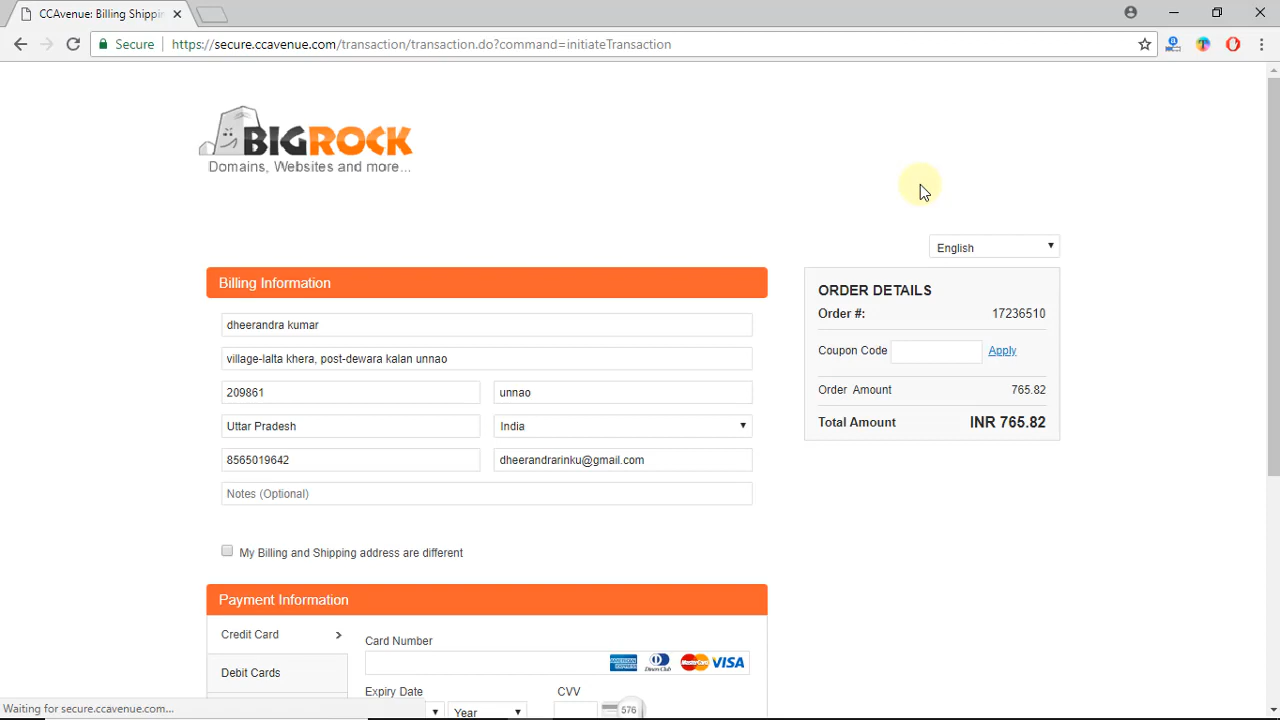 CCAvenue: Billing Shippin
Secure
https://secure.ccavenue.com/transaction/transaction.do?command=initiateTransaction
BIGROCK
Domains, Websites and more...
English
Billing Information
dheerandra kumar
village-lalta khera, post-dewara kalan unnao
209861
unnao
Uttar Pradesh
India
8565019642
dheerandrarinku@gmail.com
Notes (Optional)
My Billing and Shipping address are different
ORDER DETAILS
Order #: 17236510
Coupon Code Apply
Order Amount 765.82
Total Amount INR 765.82
Payment Information
Credit Card
Debit Cards
Card Number
MasterCard VISA
Expiry Date
CVV
Year
576
Waiting for secure.ccavenue.com...